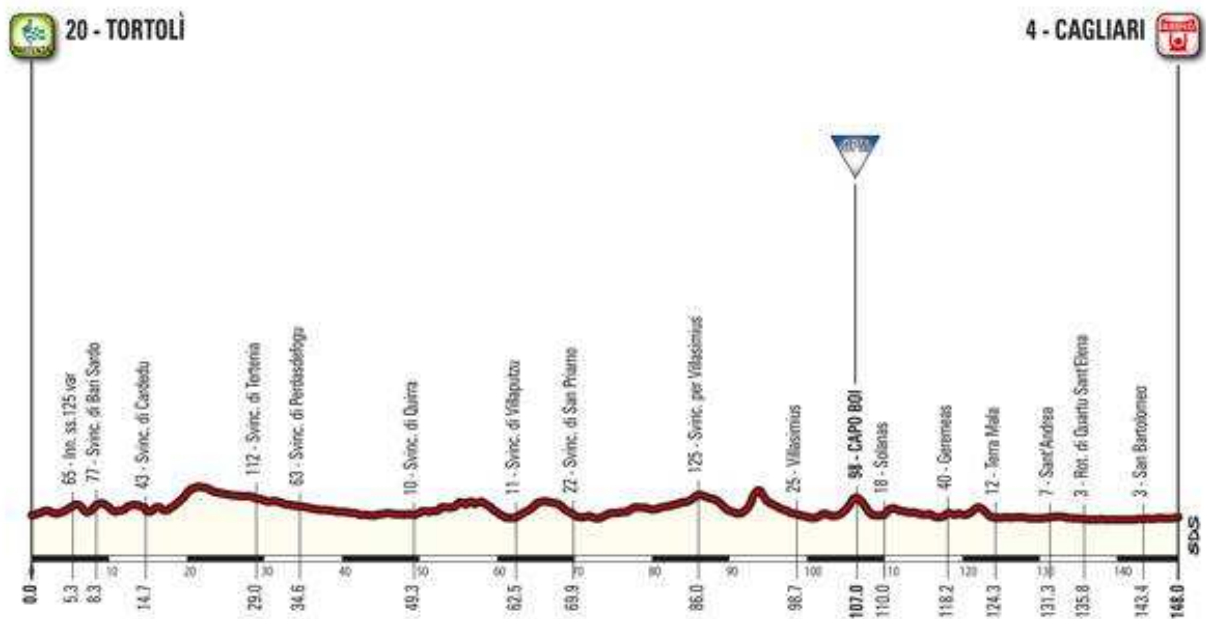 20 - TORTOLÌ
4 - CAGLIARI
65 - Inn. ss.125 var
77 - Svinc. di Bari Sardo
43 - Svinc. di Cardedu
112 - Svinc. di Tertenia
63 - Svinc. di Perdasdefogu
10 - Svinc. di Quirra
11 - Svinc. di Villaputzu
22 - Svinc. di San Priamo
125 - Svinc. per Villasimius
25 - Villasimius
98 - CAPO BOI
18 - Solanas
40 - Geremeas
12 - Terra Mala
7 - Sant'Andrea
3 - Rot. di Quartu Sant'Elena
3 - San Bartolomeo
SDS
0 10 20 30 40 50 60 70 80 90 100 110 120 130 140
0.0 5.3 8.3 14.7 29.0 34.6 49.3 62.5 69.9 86.0 98.7 107.0 110.0 118.2 124.3 131.3 135.8 143.4 148.0